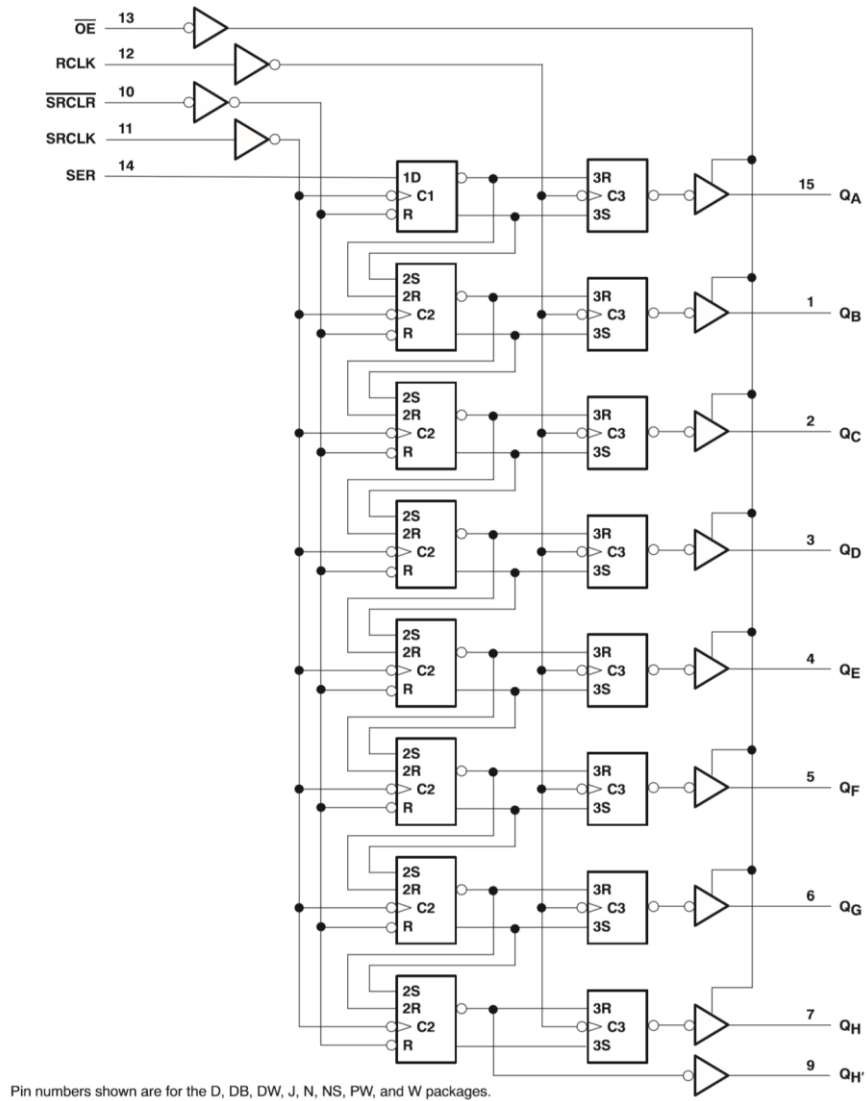 OE 13
RCLK 12
SRCLR 10
SRCLK 11
SER 14
1D
C1
R
3R
C3
3S
15 QA
2S
2R
C2
R
3R
C3
3S
1 QB
2S
2R
C2
R
3R
C3
3S
2 QC
2S
2R
C2
R
3R
C3
3S
3 QD
2S
2R
C2
R
3R
C3
3S
4 QE
2S
2R
C2
R
3R
C3
3S
5 QF
2S
2R
C2
R
3R
C3
3S
6 QG
2S
2R
C2
R
3R
C3
3S
7 QH
9 QH'
Pin numbers shown are for the D, DB, DW, J, N, NS, PW, and W packages.